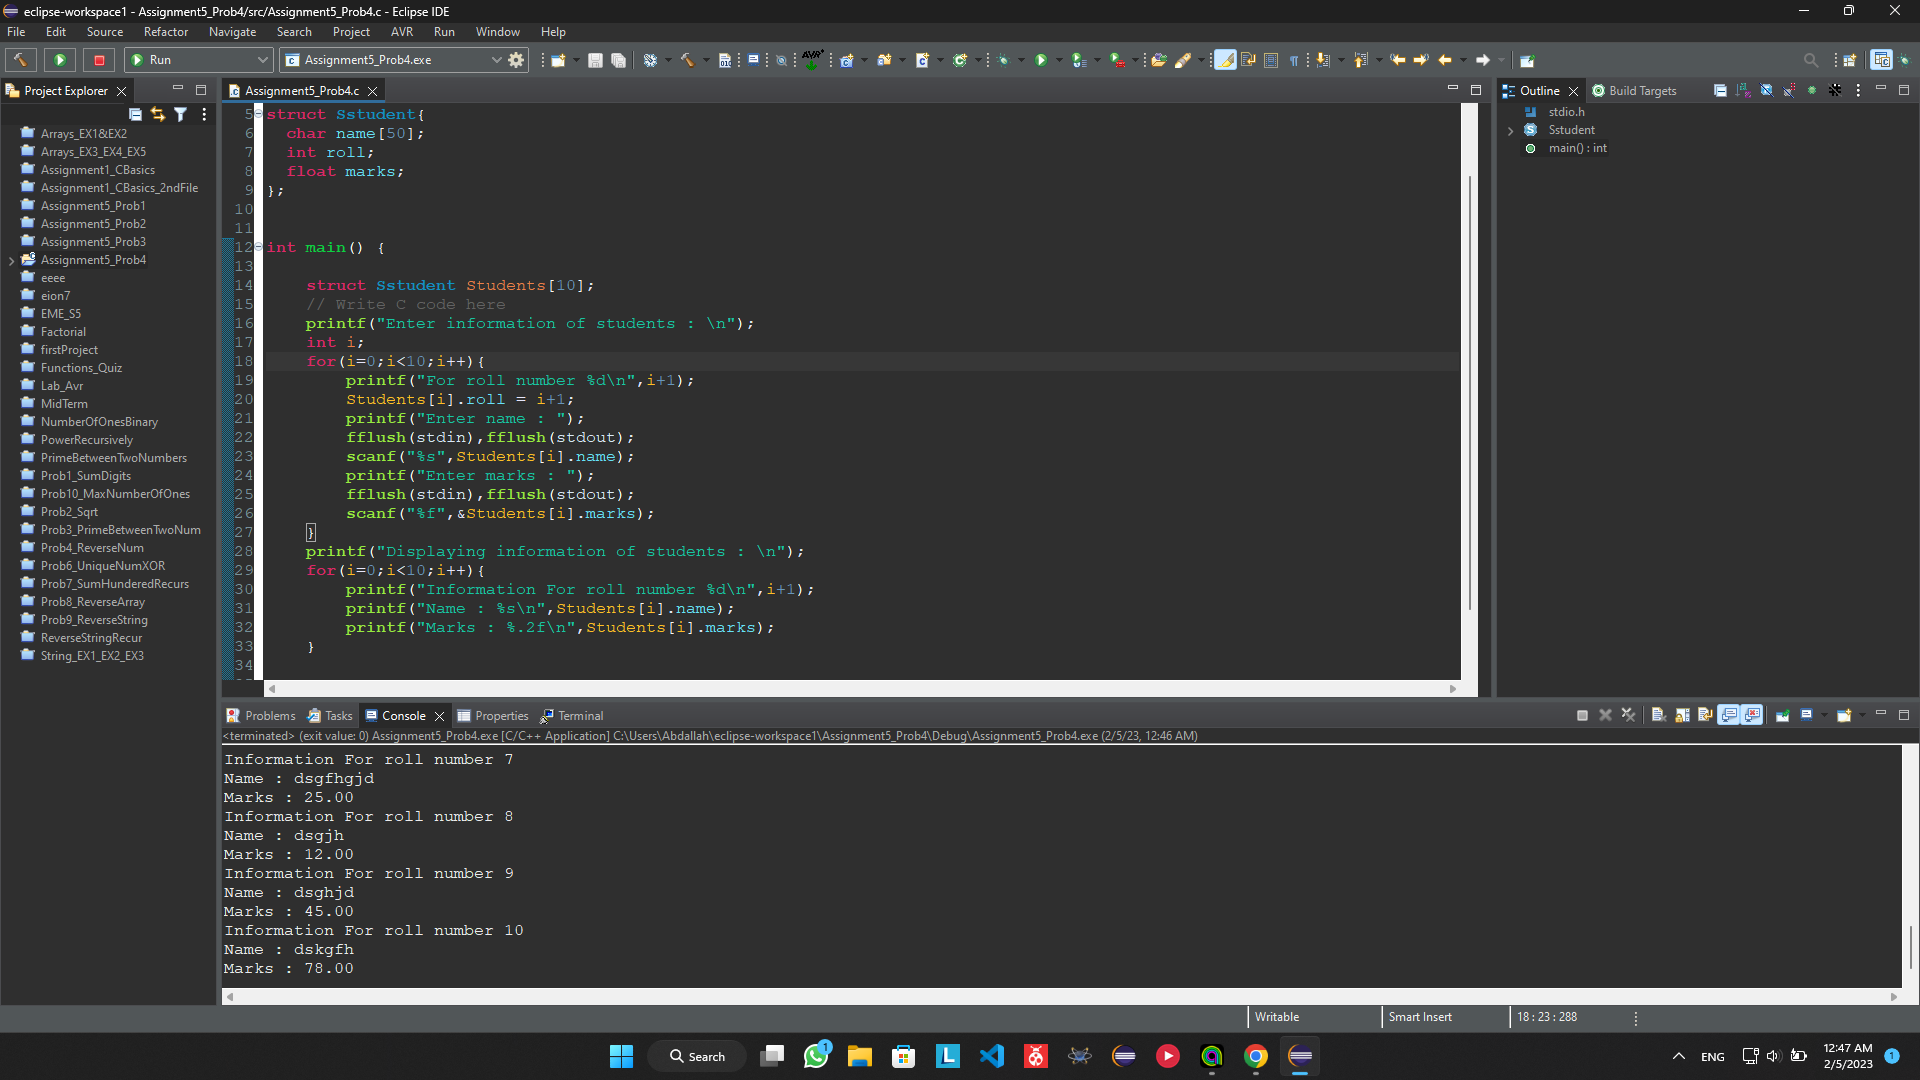 eclipse-workspace1 - Assignment5_Prob4/src/Assignment5_Prob4.c - Eclipse IDE
File Edit Source Refactor Navigate Search Project AVR Run Window Help
Run Assignment5_Prob4.exe
Project Explorer
Arrays_EX1&EX2
Arrays_EX3_EX4_EX5
Assignment1_CBasics
Assignment1_CBasics_2ndFile
Assignment5_Prob1
Assignment5_Prob2
Assignment5_Prob3
Assignment5_Prob4
eeee
eion7
EME_S5
Factorial
firstProject
Functions_Quiz
Lab_Avr
MidTerm
NumberOfOnesBinary
PowerRecursively
PrimeBetweenTwoNumbers
Prob1_SumDigits
Prob10_MaxNumberOfOnes
Prob2_Sqrt
Prob3_PrimeBetweenTwoNum
Prob4_ReverseNum
Prob6_UniqueNumXOR
Prob7_SumHunderedRecurs
Prob8_ReverseArray
Prob9_ReverseString
ReverseStringRecur
String_EX1_EX2_EX3
Assignment5_Prob4.c
5 struct Sstudent{
6 char name[50];
7 int roll;
8 float marks;
9 };
10
11
12 int main() {
13
14 struct Sstudent Students[10];
15 // Write C code here
16 printf("Enter information of students : \n");
17 int i;
18 for(i=0;i<10;i++){
19 printf("For roll number %d\n",i+1);
20 Students[i].roll = i+1;
21 printf("Enter name : ");
22 fflush(stdin),fflush(stdout);
23 scanf("%s",Students[i].name);
24 printf("Enter marks : ");
25 fflush(stdin),fflush(stdout);
26 scanf("%f",&Students[i].marks);
27 }
28 printf("Displaying information of students : \n");
29 for(i=0;i<10;i++){
30 printf("Information For roll number %d\n",i+1);
31 printf("Name : %s\n",Students[i].name);
32 printf("Marks : %.2f\n",Students[i].marks);
33 }
34
Outline Build Targets
stdio.h
Sstudent
main() : int
Problems Tasks Console Properties Terminal
<terminated> (exit value: 0) Assignment5_Prob4.exe [C/C++ Application] C:\Users\Abdallah\eclipse-workspace1\Assignment5_Prob4\Debug\Assignment5_Prob4.exe (2/5/23, 12:46 AM)
Information For roll number 7
Name : dsgfhgjd
Marks : 25.00
Information For roll number 8
Name : dsgjh
Marks : 12.00
Information For roll number 9
Name : dsghjd
Marks : 45.00
Information For roll number 10
Name : dskgfh
Marks : 78.00
Writable Smart Insert 18 : 23 : 288
Search
1
L
ENG
12:47 AM
2/5/2023
1